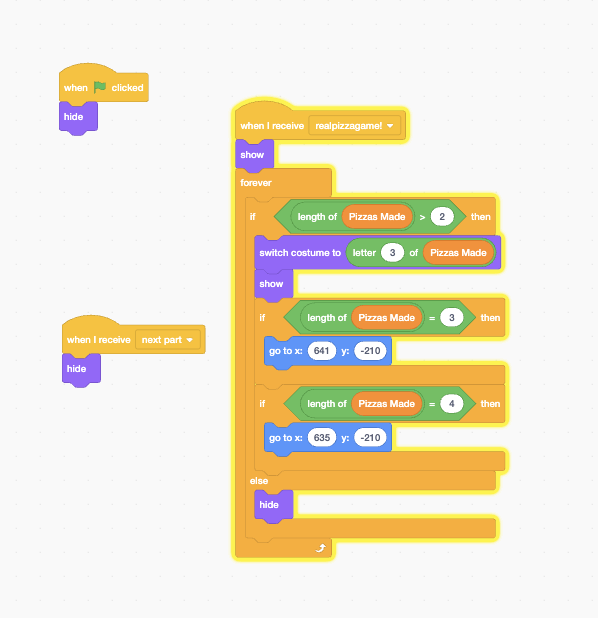 when clicked
hide
when I receive realpizzagame!
show
forever
if length of Pizzas Made > 2 then
switch costume to letter 3 of Pizzas Made
show
if length of Pizzas Made = 3 then
go to x: 641 y: -210
if length of Pizzas Made = 4 then
go to x: 635 y: -210
else
hide
when I receive next part
hide